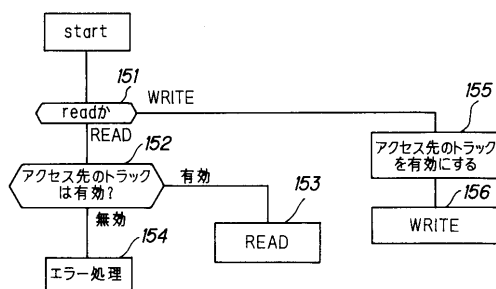 start
151
readか
WRITE
READ
155
152
アクセス先のトラック
を有効にする
アクセス先のトラック
は有効?
有効
153
156
無効
READ
WRITE
154
エラー処理